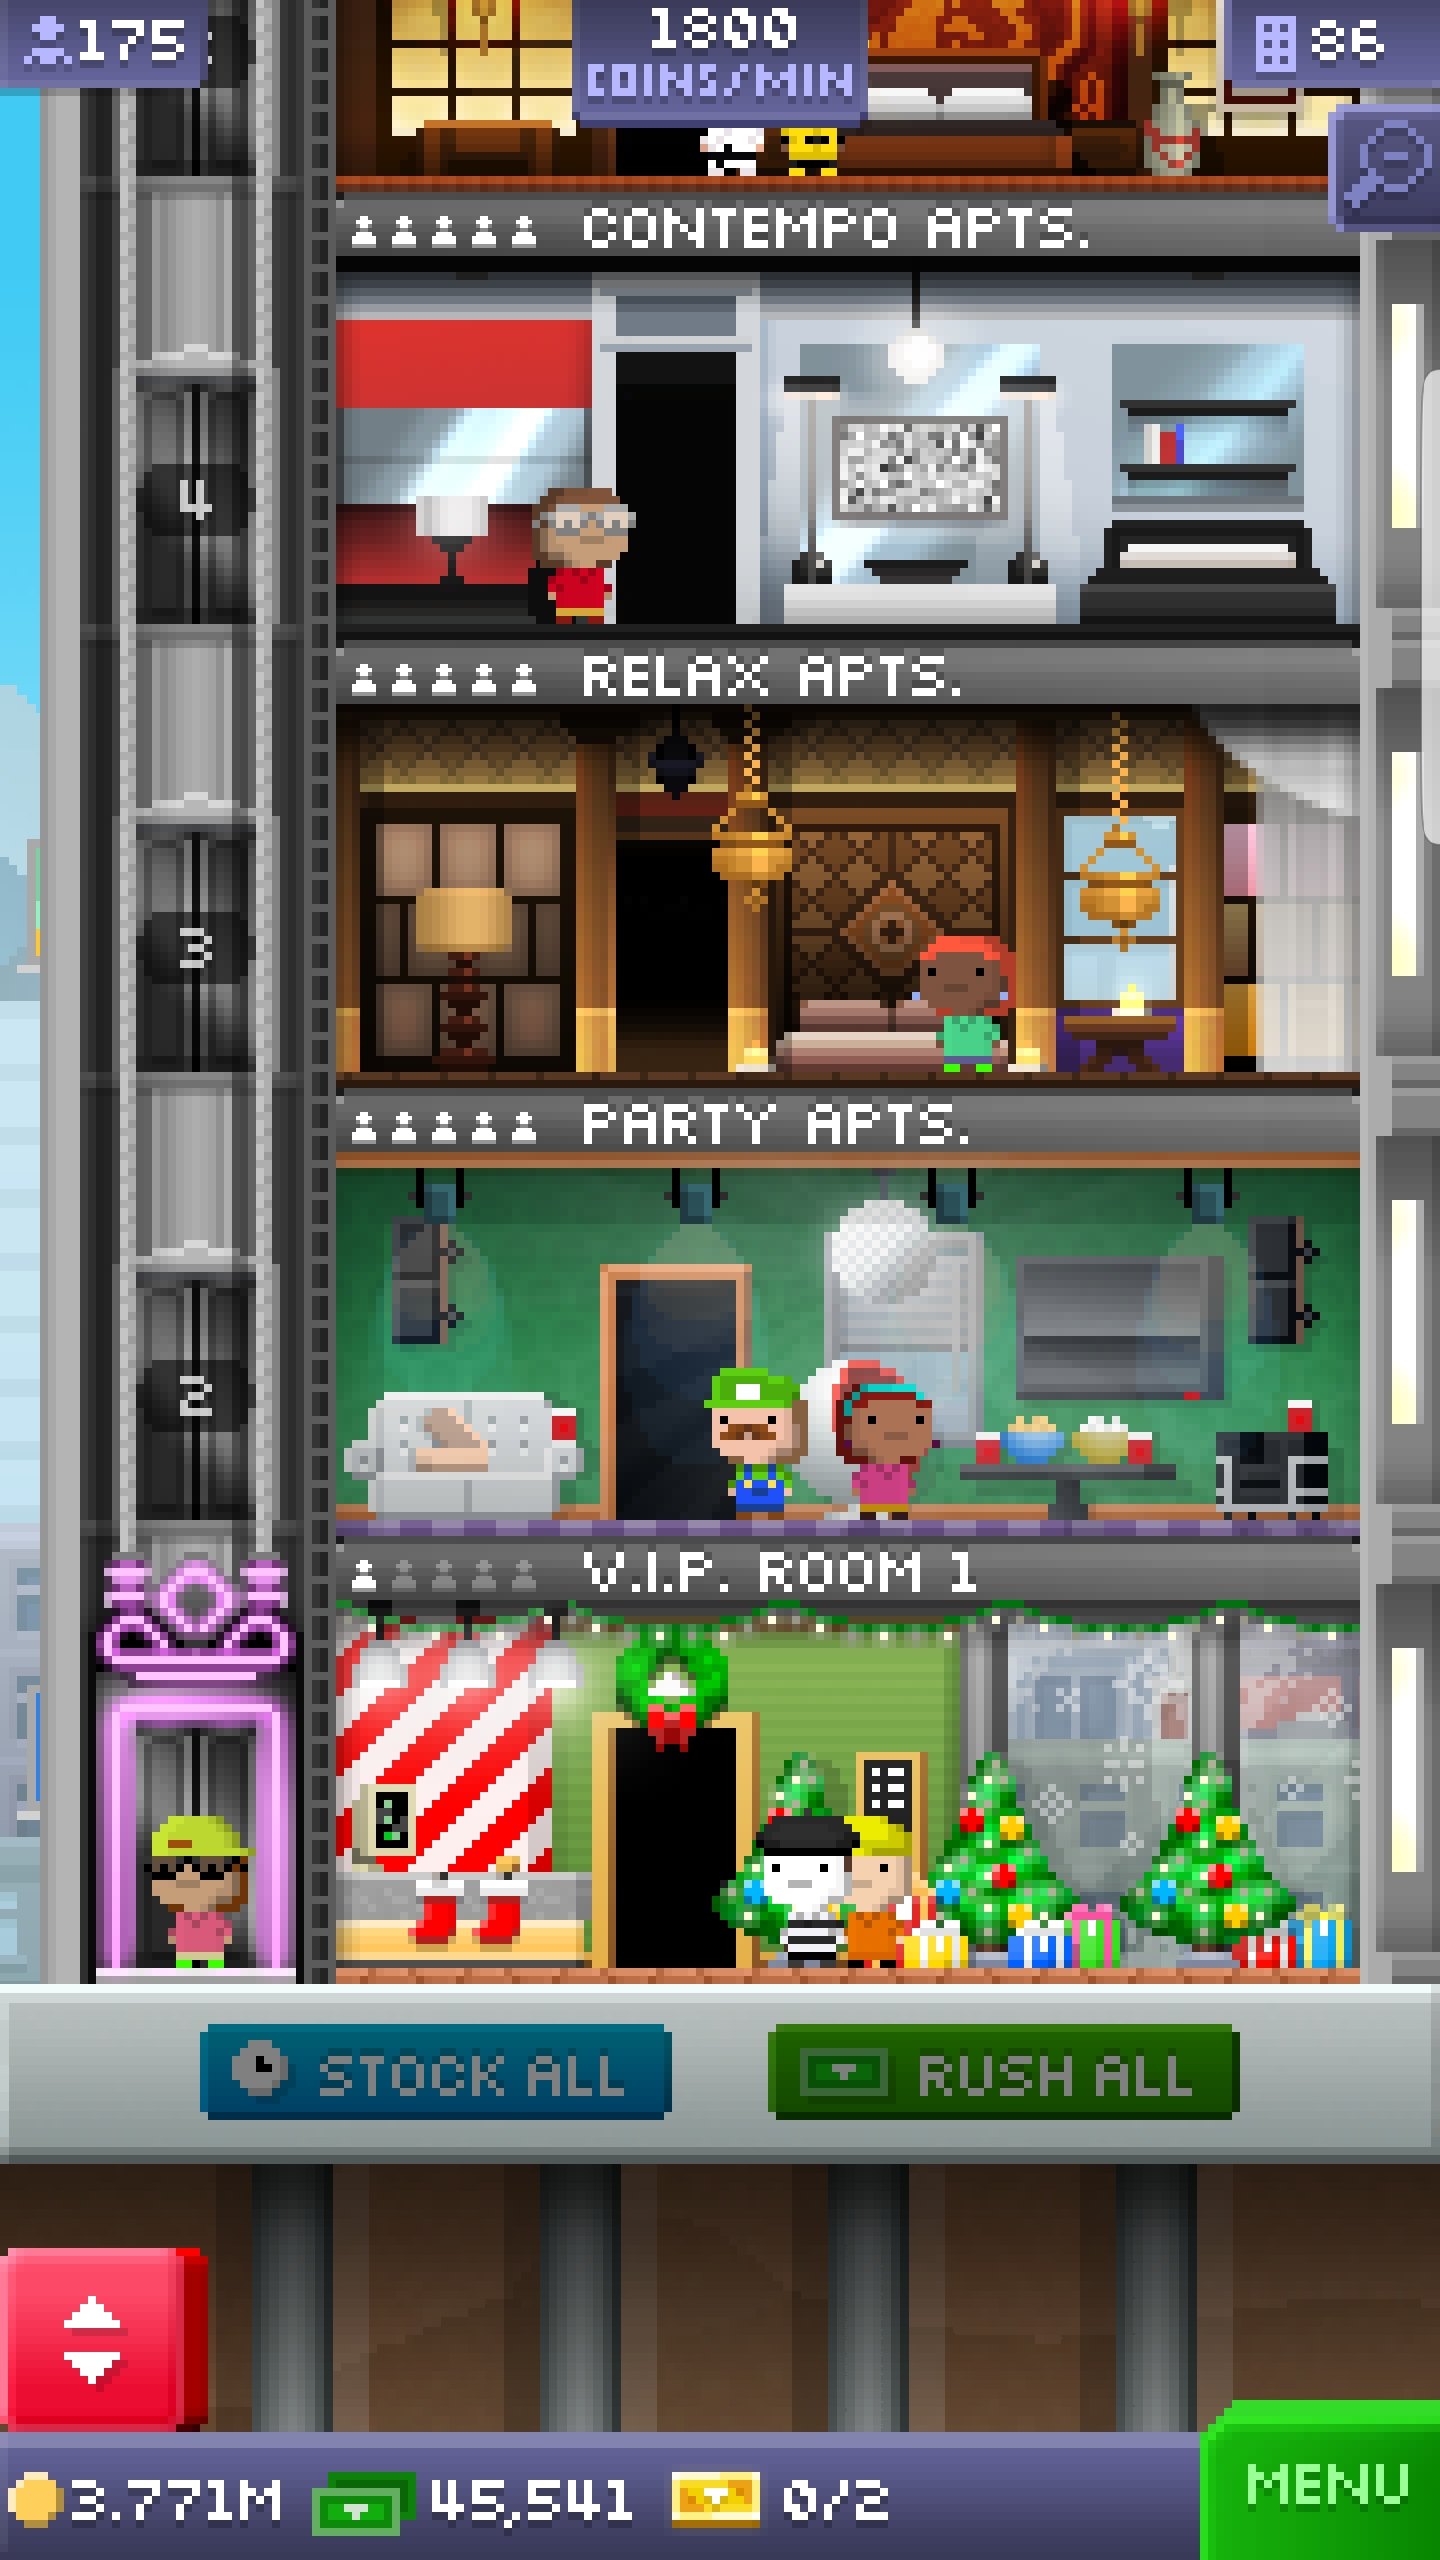 175
1800
COINS/MIN
86
CONTEMPO APTS.
4
RELAX APTS.
3
PARTY APTS.
2
V.I.P. ROOM 1
STOCK ALL
RUSH ALL
3.771M
45,541
0/2
MENU